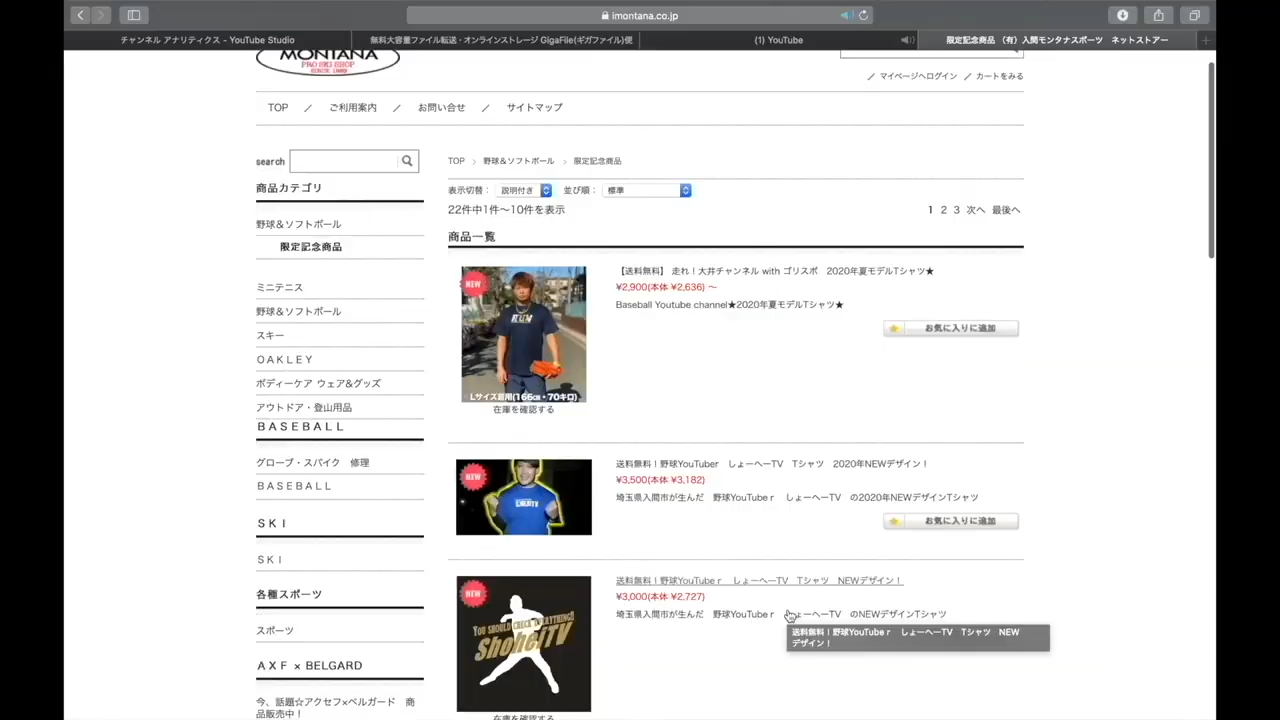 imontana.co.jp
チャンネル アナリティクス - YouTube Studio
無料大容量ファイル転送・オンラインストレージ GigaFile(ギガファイル)便
(1) YouTube
限定記念商品 （有）入間モンタナスポーツ ネットストアー
MONTANA
PRO SKI SHOP
／ マイページへログイン ／ カートをみる
TOP ／ ご利用案内 ／ お問い合せ ／ サイトマップ
search
商品カテゴリ
野球＆ソフトボール
限定記念商品
ミニテニス
野球＆ソフトボール
スキー
ＯＡＫＬＥＹ
ボディーケア ウェア&グッズ
アウトドア・登山用品
ＢＡＳＥＢＡＬＬ
グローブ・スパイク 修理
ＢＡＳＥＢＡＬＬ
ＳＫＩ
ＳＫＩ
各種スポーツ
スポーツ
ＡＸＦ × BELGARD
今、話題☆アクセフ×ベルガード 商
品販売中！
TOP > 野球＆ソフトボール > 限定記念商品
表示切替： 説明付き 並び順： 標準
22件中1件〜10件を表示
1 2 3 次へ 最後へ
商品一覧
NEW
Lサイズ着用(166㎝・70キロ)
在庫を確認する
【送料無料】 走れ！大井チャンネル with ゴリスポ 2020年夏モデルTシャツ★
¥2,900(本体 ¥2,636) 〜
Baseball Youtube channel★2020年夏モデルTシャツ★
お気に入りに追加
NEW
送料無料！野球YouTuber しょーへーTV Tシャツ 2020年NEWデザイン！
¥3,500(本体 ¥3,182)
埼玉県入間市が生んだ 野球YouTubeｒ しょーへーTV の2020年NEWデザインTシャツ
お気に入りに追加
NEW
YOU SHOULD CHECK EVERYTHING!!
Shohei.TV
在庫を確認する
送料無料！野球YouTubeｒ しょーへーTV Tシャツ NEWデザイン！
¥3,000(本体 ¥2,727)
埼玉県入間市が生んだ 野球YouTubeｒ しょーへーTV のNEWデザインTシャツ
送料無料！野球YouTubeｒ しょーへーTV Tシャツ NEW
デザイン！